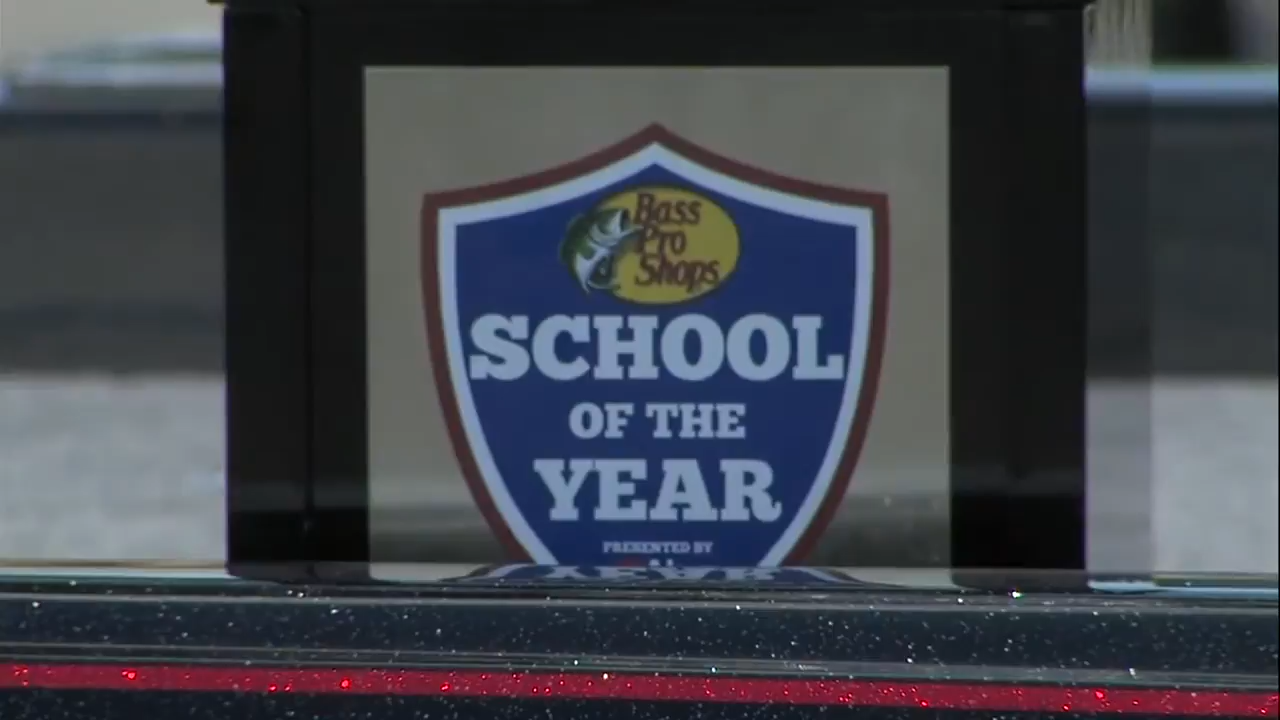 Bass
Pro
Shops
SCHOOL
OF THE
YEAR
PRESENTED BY